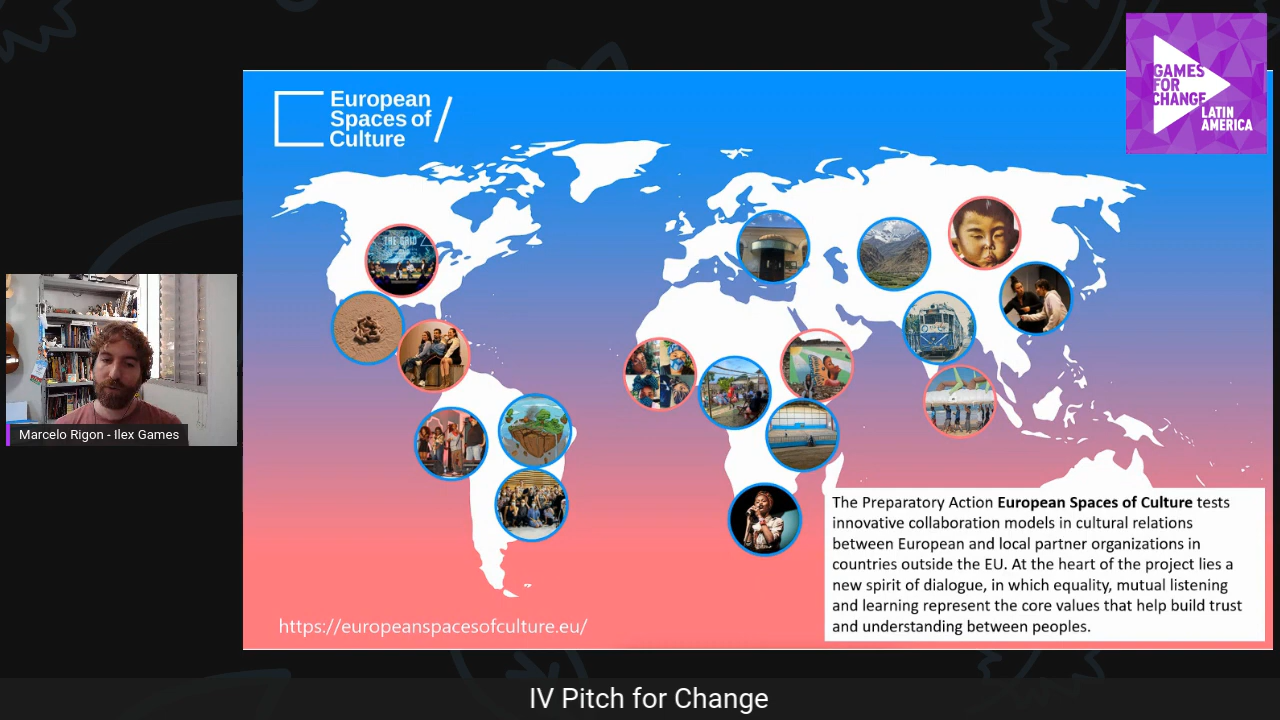 GAMES
FOR
CHANGE
LATIN
AMERICA
European
Spaces of
Culture
THE GRID
Marcelo Rigon - Ilex Games
The Preparatory Action European Spaces of Culture tests
innovative collaboration models in cultural relations
between European and local partner organizations in
countries outside the EU. At the heart of the project lies a
new spirit of dialogue, in which equality, mutual listening
and learning represent the core values that help build trust
and understanding between peoples.
https://europeanspacesofculture.eu/
IV Pitch for Change